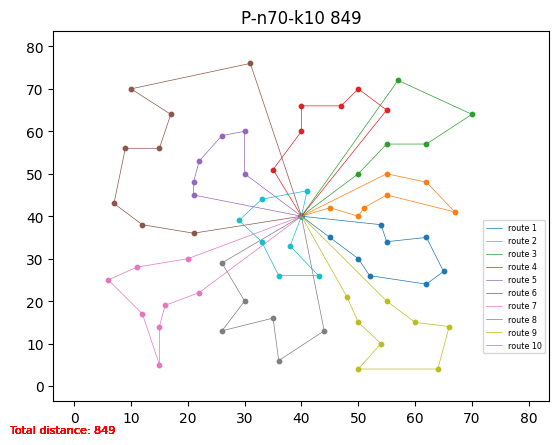 P-n70-k10 849
80
70
60
50
40
30
20
10
0
0 10 20 30 40 50 60 70 80
route 1
route 2
route 3
route 4
route 5
route 6
route 7
route 8
route 9
route 10
Total distance: 849